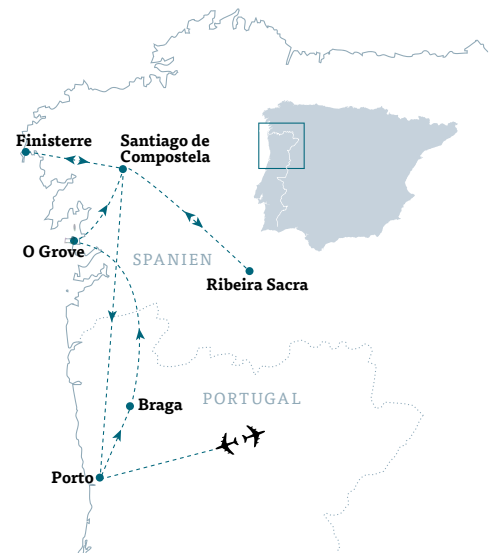 Finisterre
Santiago de
Compostela
O Grove
SPANIEN
Ribeira Sacra
PORTUGAL
Braga
Porto